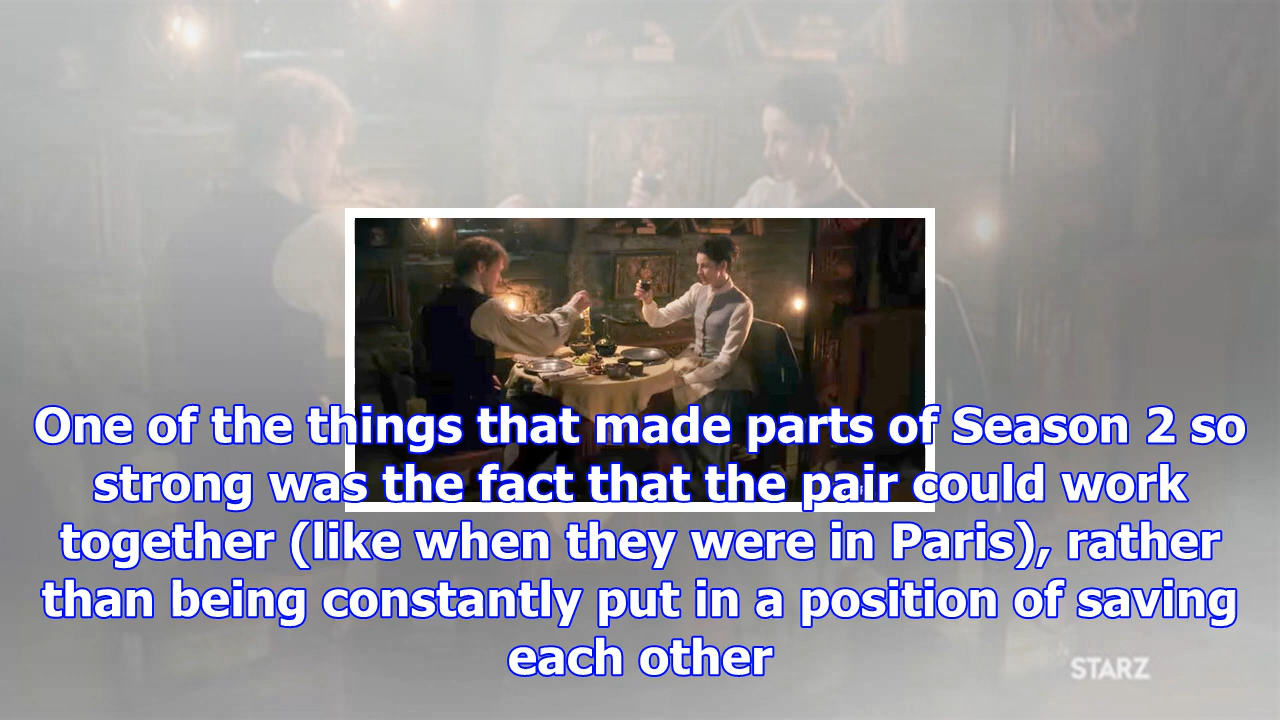 One of the things that made parts of Season 2 so
strong was the fact that the pair could work
together (like when they were in Paris), rather
than being constantly put in a position of saving
each other
STARZ